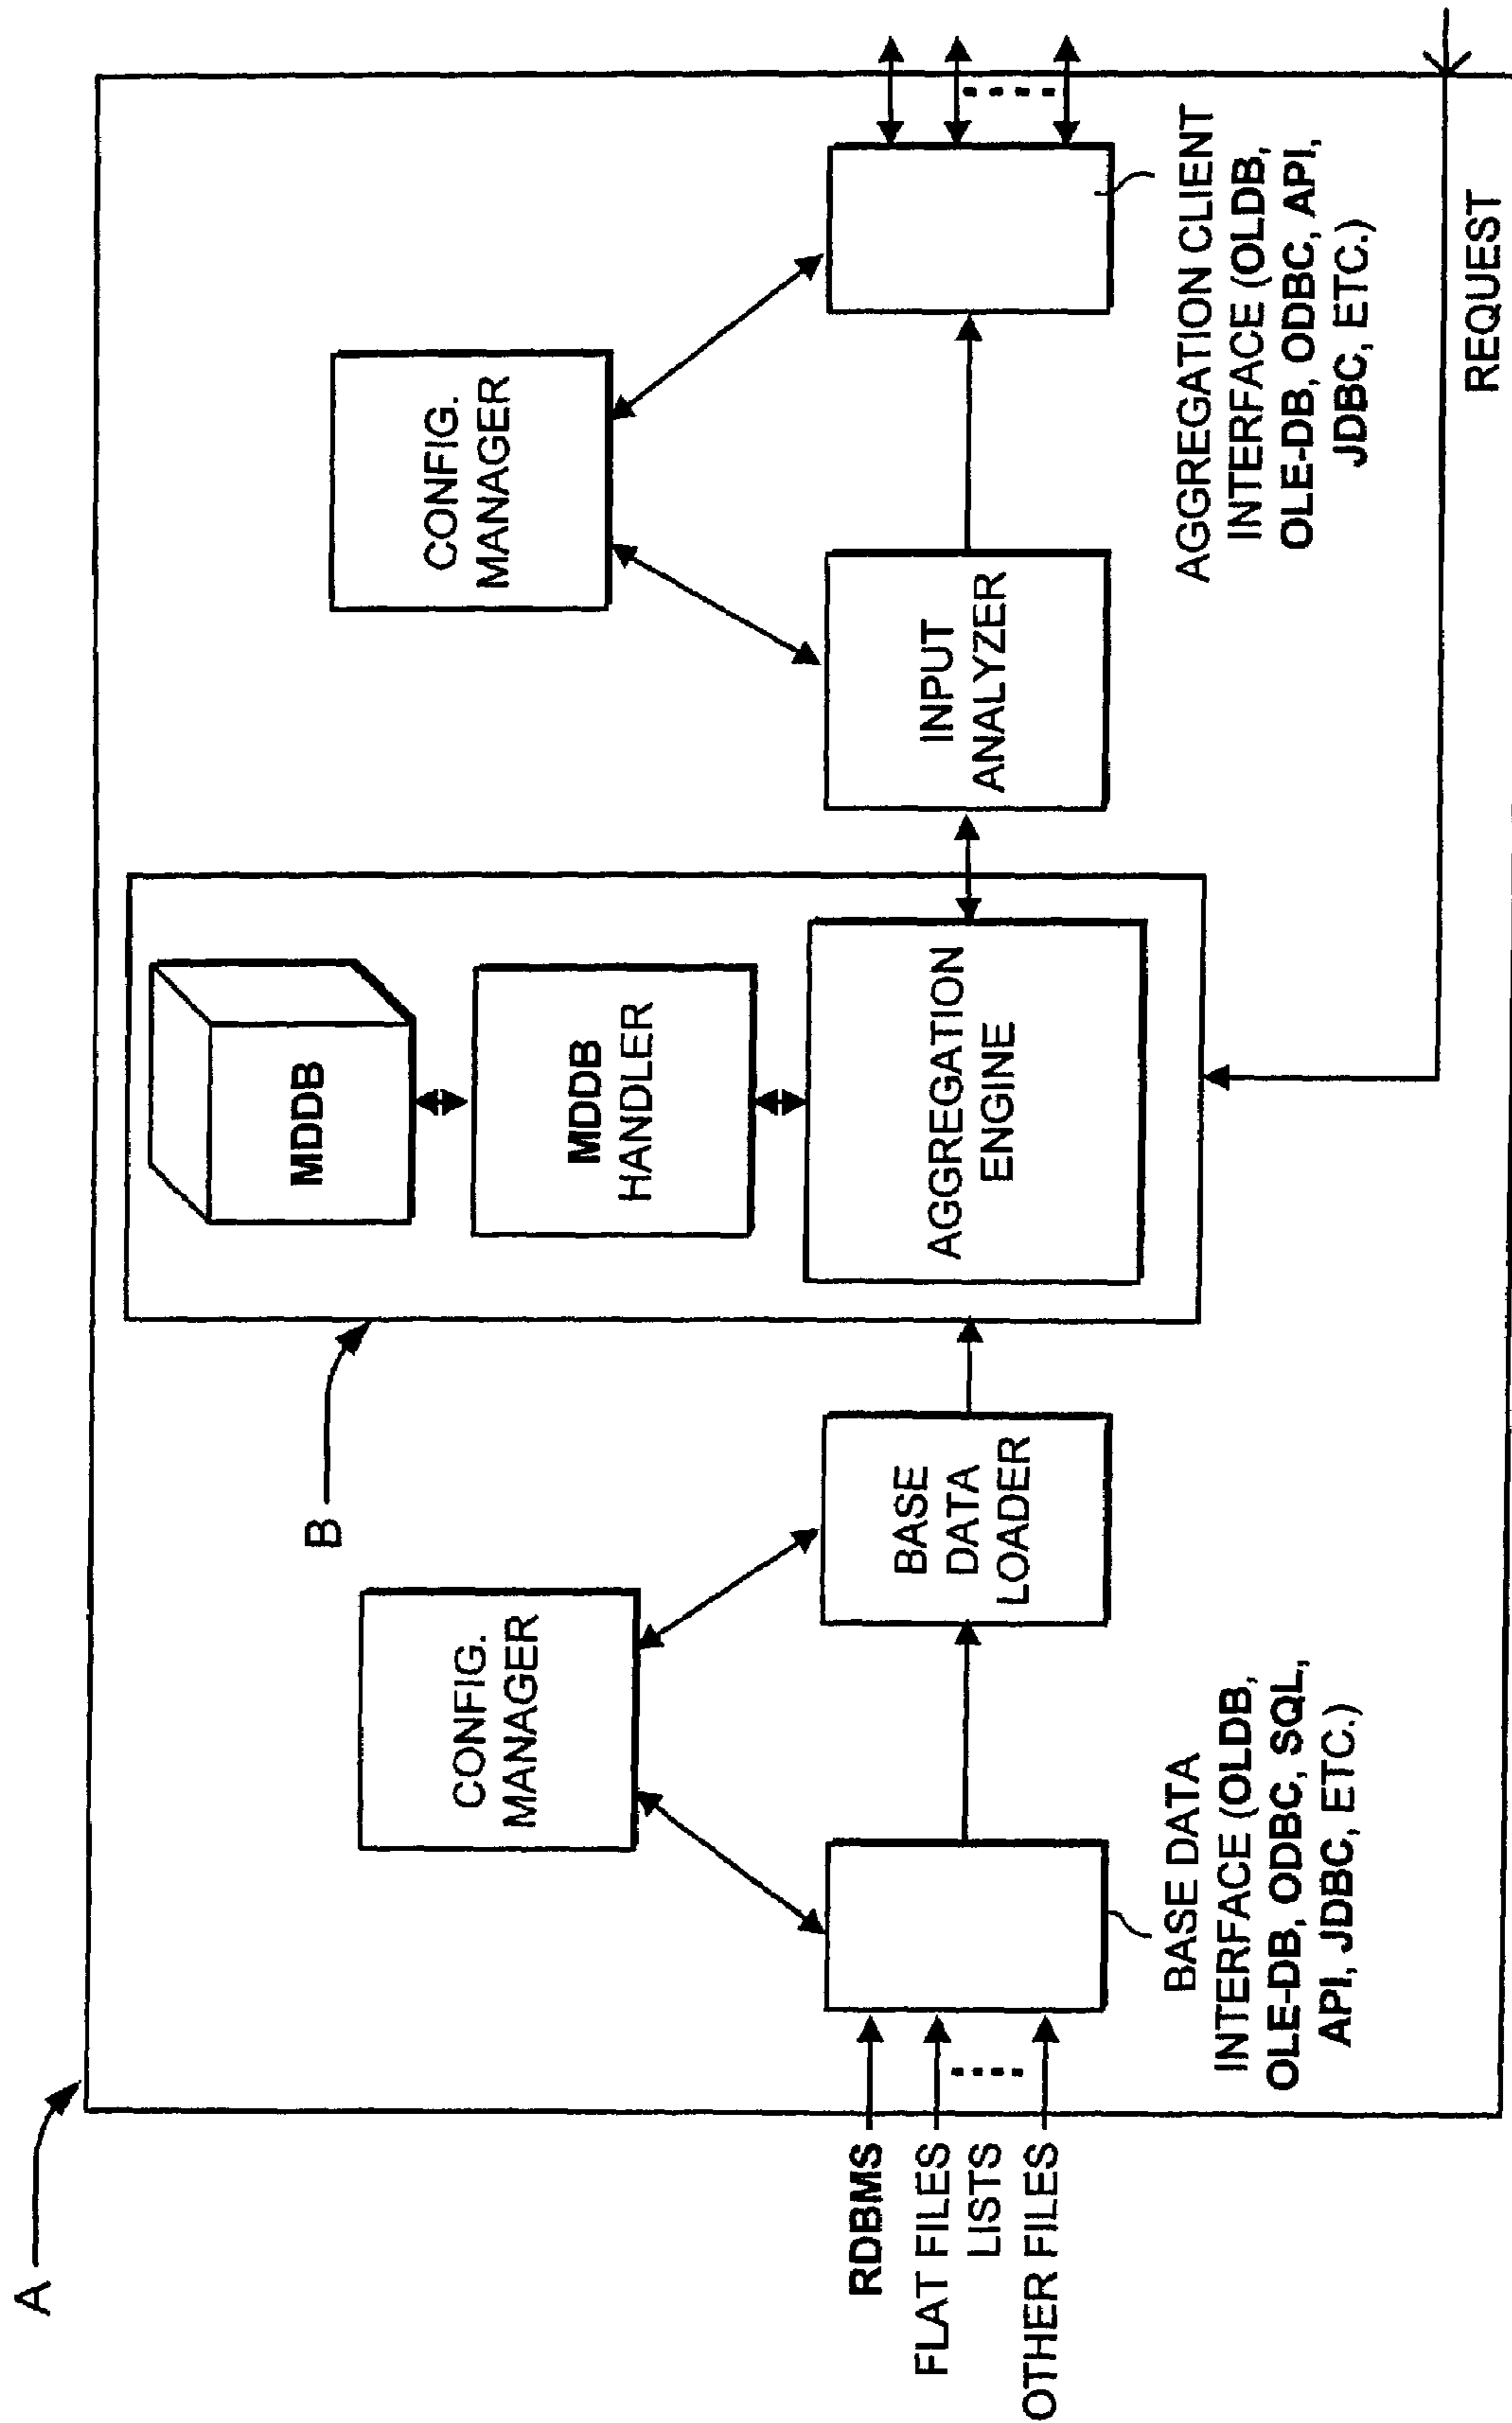 A
B
MDDB
MDDB
HANDLER
AGGREGATION
ENGINE
CONFIG.
MANAGER
CONFIG.
MANAGER
RDBMS
FLAT FILES
LISTS
OTHER FILES
BASE
DATA
LOADER
INPUT
ANALYZER
BASE DATA
INTERFACE (OLDB,
OLE-DB, ODBC, SQL,
API, JDBC, ETC.)
AGGREGATION CLIENT
INTERFACE (OLDB,
OLE-DB, ODBC, API,
JDBC, ETC.)
REQUEST